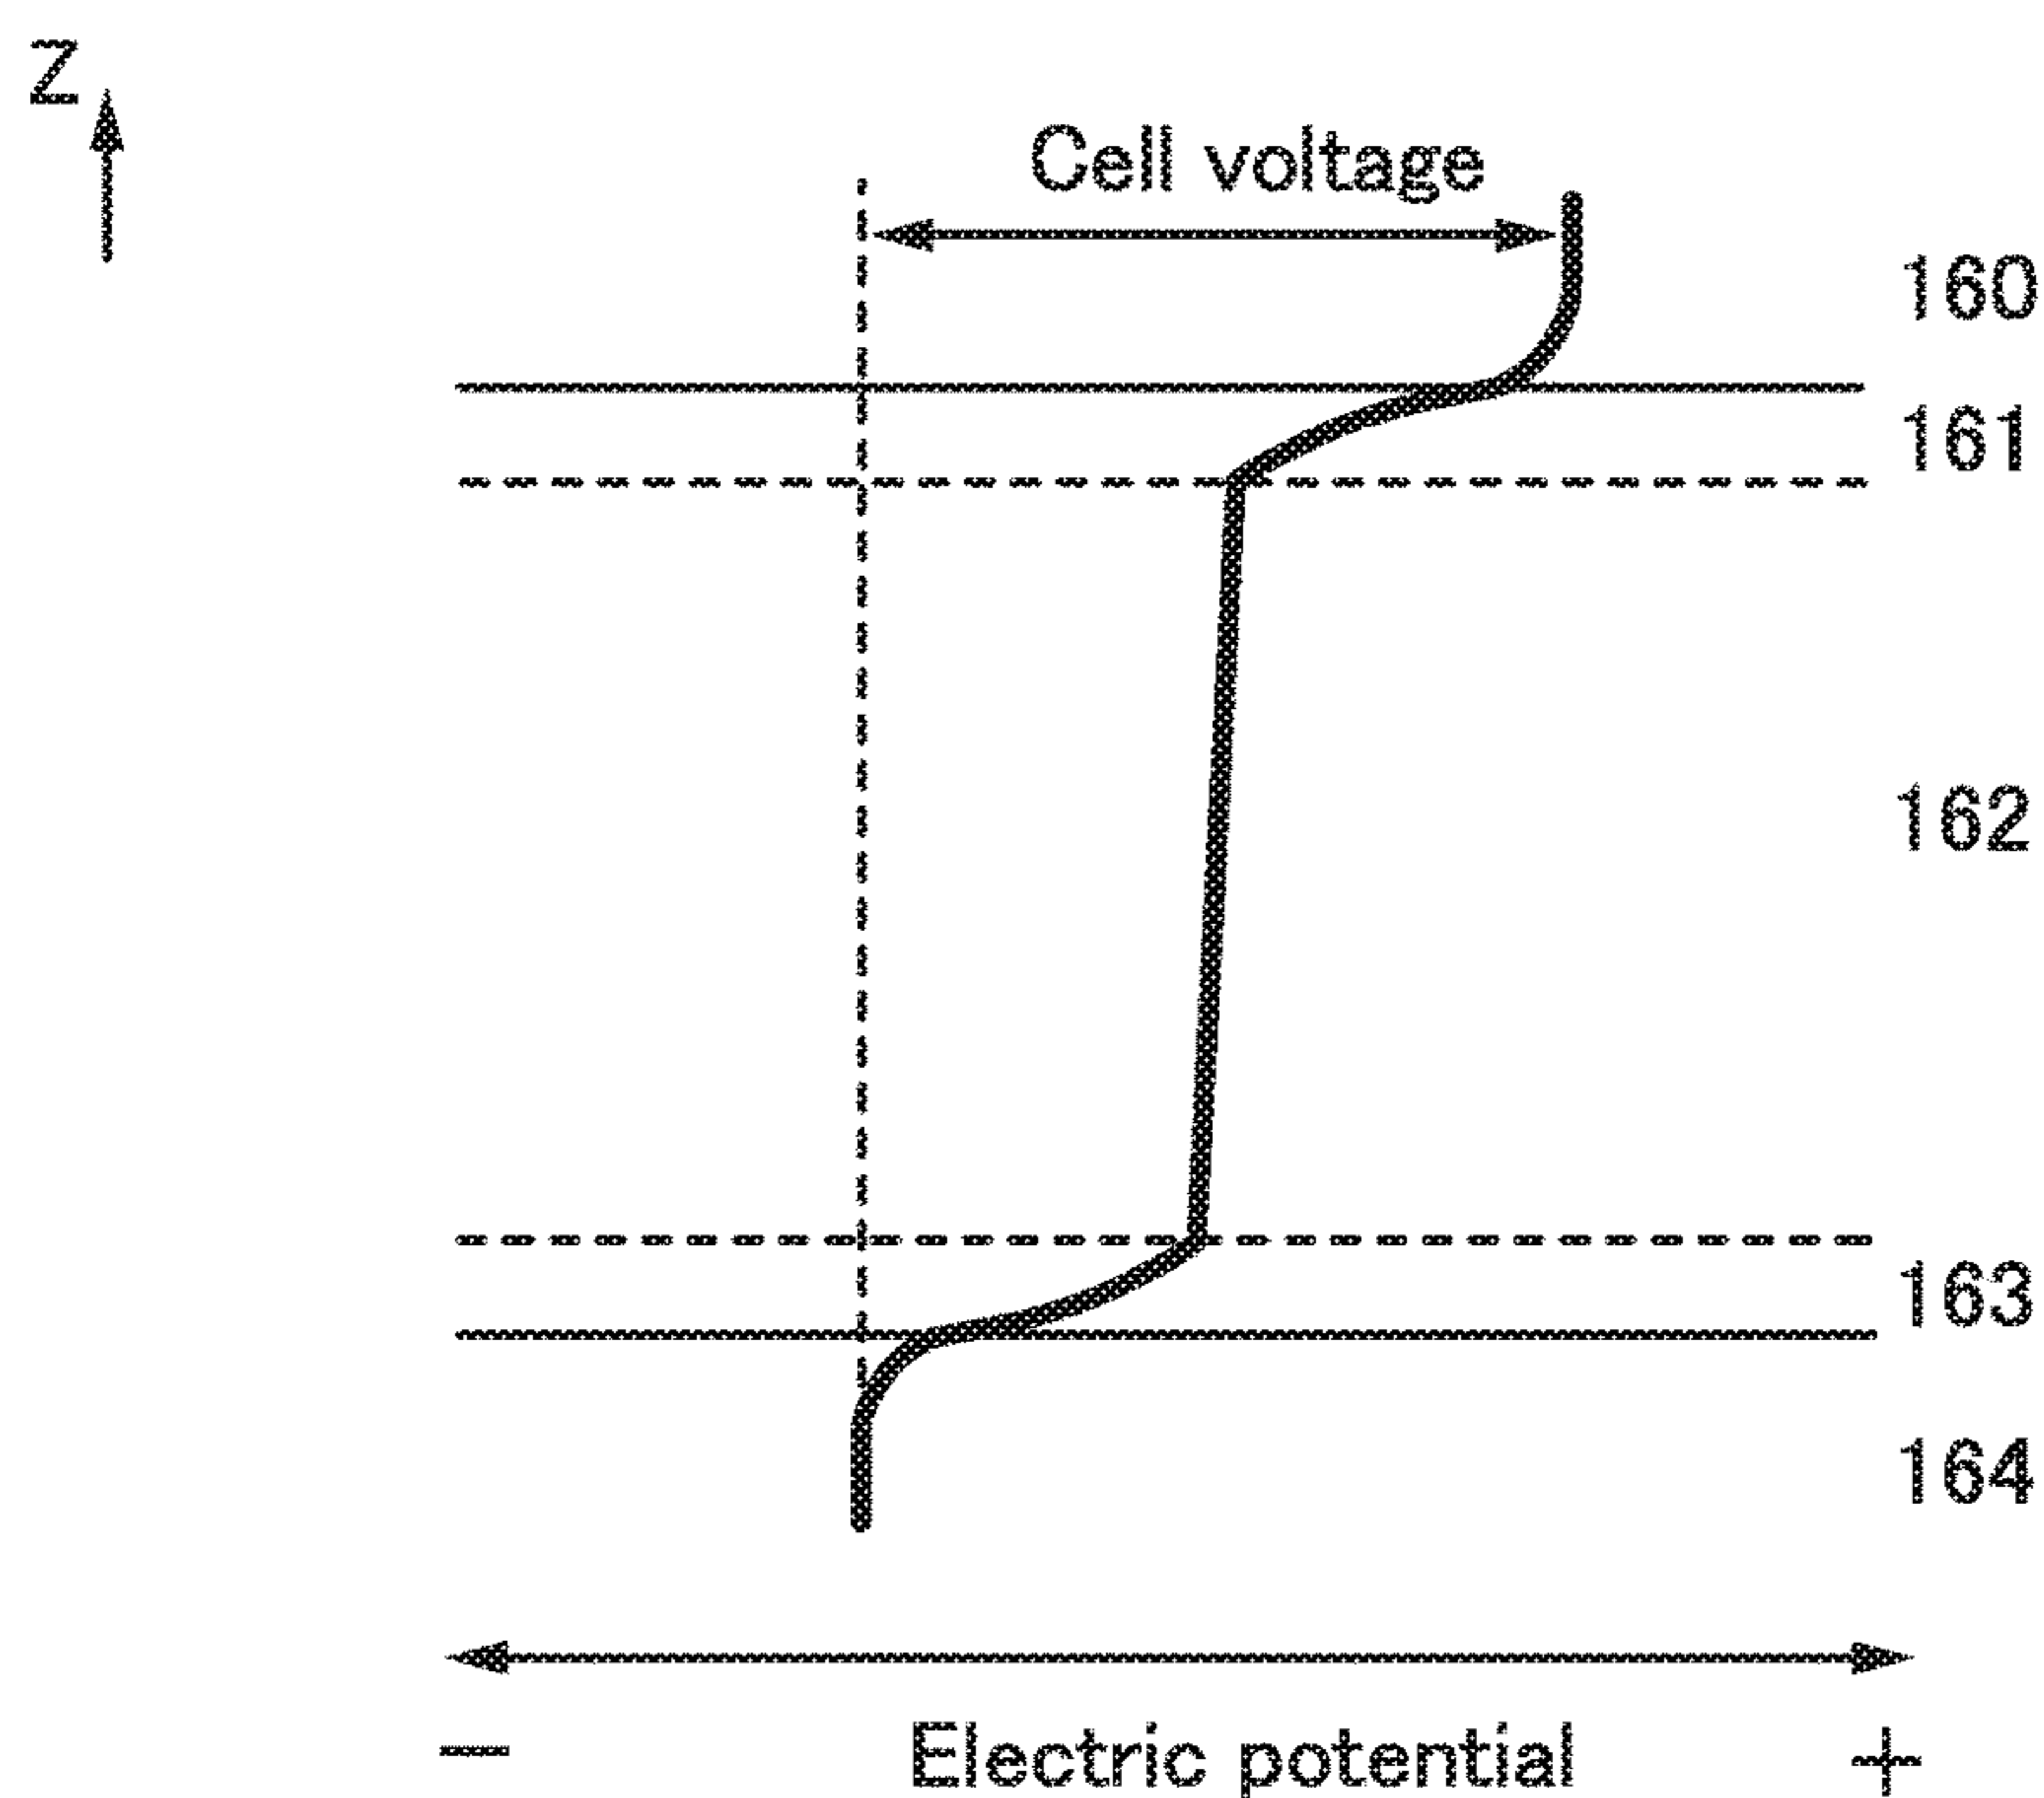 Z
Cell voltage
160
161
162
163
164
− Electric potential +